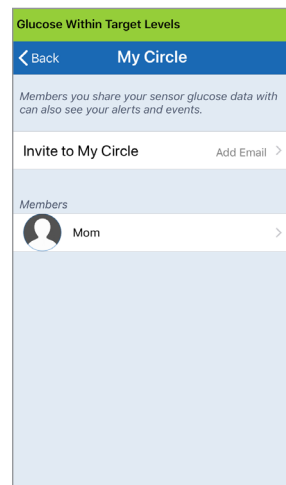 Glucose Within Target Levels
Back My Circle
Members you share your sensor glucose data with
can also see your alerts and events.
Invite to My Circle Add Email
Members
Mom